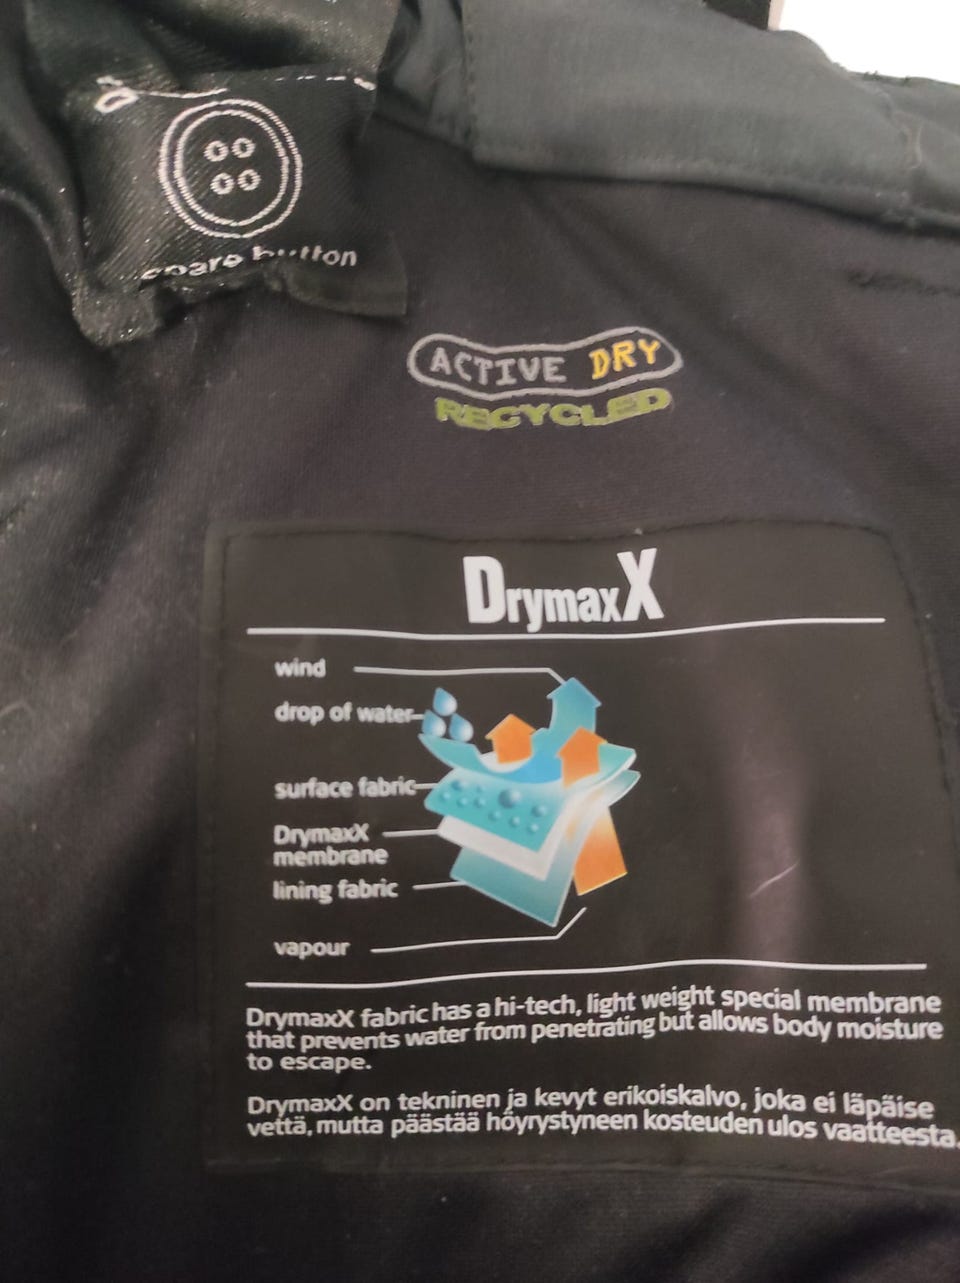 spare button
ACTIVE DRY
RECYCLED
DrymaxX
wind
drop of water
surface fabric
DrymaxX
membrane
lining fabric
vapour
DrymaxX fabric has a hi-tech, light weight special membrane
that prevents water from penetrating but allows body moisture
to escape.
DrymaxX on tekninen ja kevyt erikoiskalvo, joka ei läpäise
vettä, mutta päästää höyrystyneen kosteuden ulos vaatteesta.